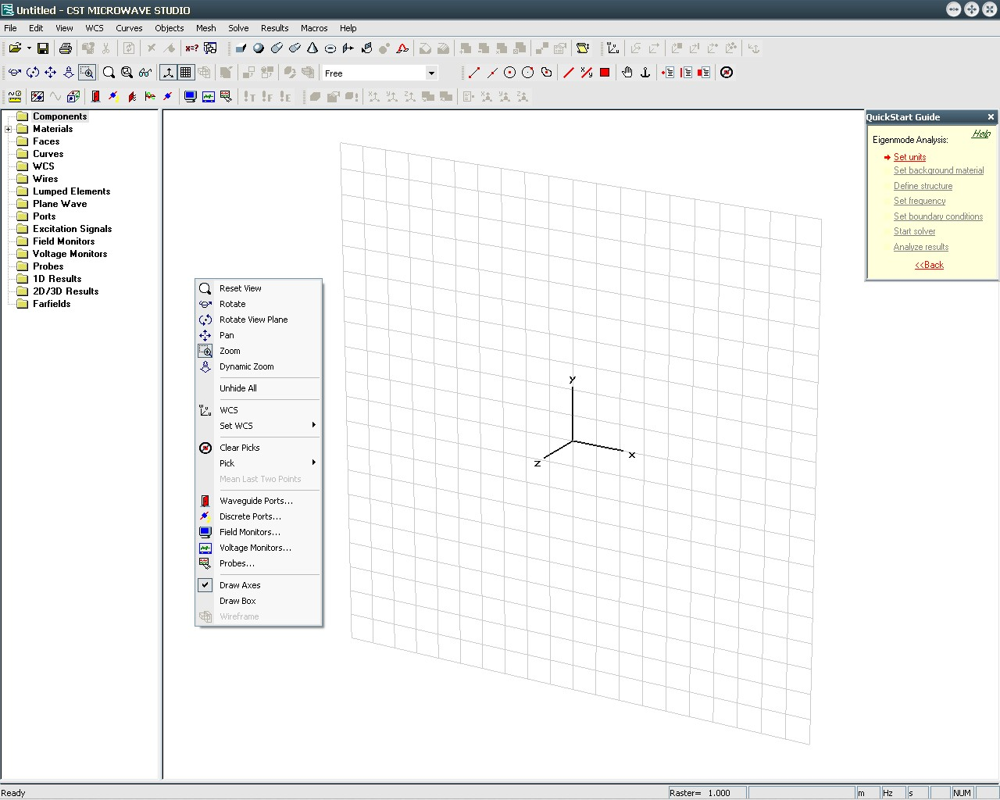 Untitled - CST MICROWAVE STUDIO
File Edit View WCS Curves Objects Mesh Solve Results Macros Help
x=?
Free
x/y
!T !F !E
Components
Materials
Faces
Curves
WCS
Wires
Lumped Elements
Plane Wave
Ports
Excitation Signals
Field Monitors
Voltage Monitors
Probes
1D Results
2D/3D Results
Farfields
Reset View
Rotate
Rotate View Plane
Pan
Zoom
Dynamic Zoom
Unhide All
WCS
Set WCS
Clear Picks
Pick
Mean Last Two Points
Waveguide Ports...
Discrete Ports...
Field Monitors...
Voltage Monitors...
Probes...
Draw Axes
Draw Box
Wireframe
y
x
z
QuickStart Guide
Help
Eigenmode Analysis:
Set units
Set background material
Define structure
Set frequency
Set boundary conditions
Start solver
Analyze results
<<Back
Ready Raster= 1.000 m Hz s NUM